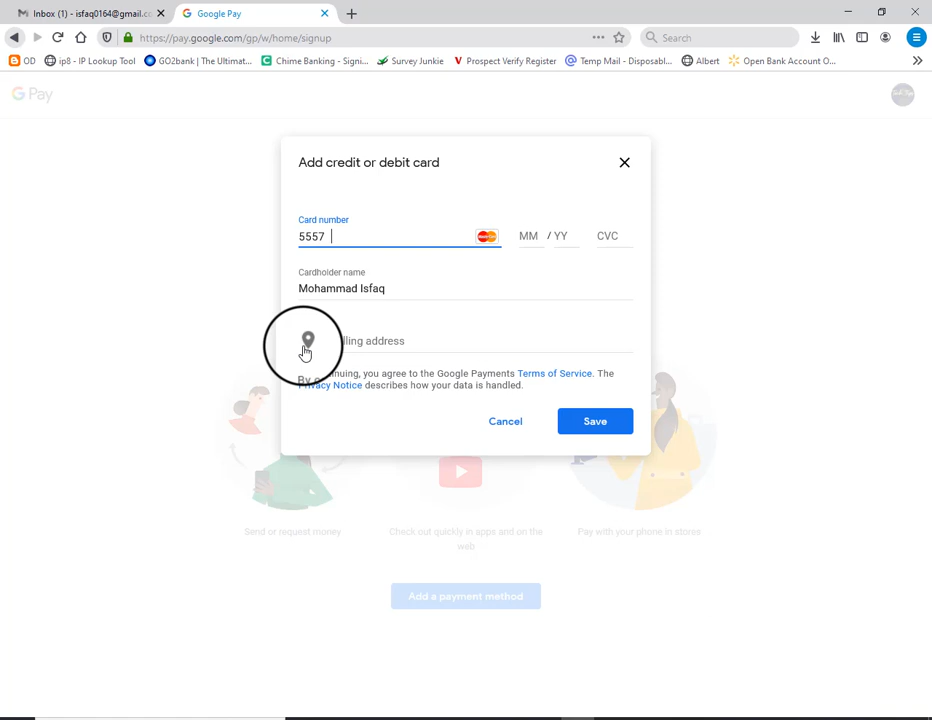 Inbox (1) - isfaq0164@gmail.cc
Google Pay
https://pay.google.com/gp/w/home/signup
Search
OD
ip8 - IP Lookup Tool
GO2bank | The Ultimat...
Chime Banking - Signi...
Survey Junkie
Prospect Verify Register
Temp Mail - Disposabl...
Albert
Open Bank Account O...
G Pay
Add credit or debit card
Card number
5557
MM / YY
CVC
Cardholder name
Mohammad Isfaq
lling address
By c nuing, you agree to the Google Payments Terms of Service. The
Privacy Notice describes how your data is handled.
Cancel
Save
Send or request money
Check out quickly in apps and on the
web
Pay with your phone in stores
Add a payment method